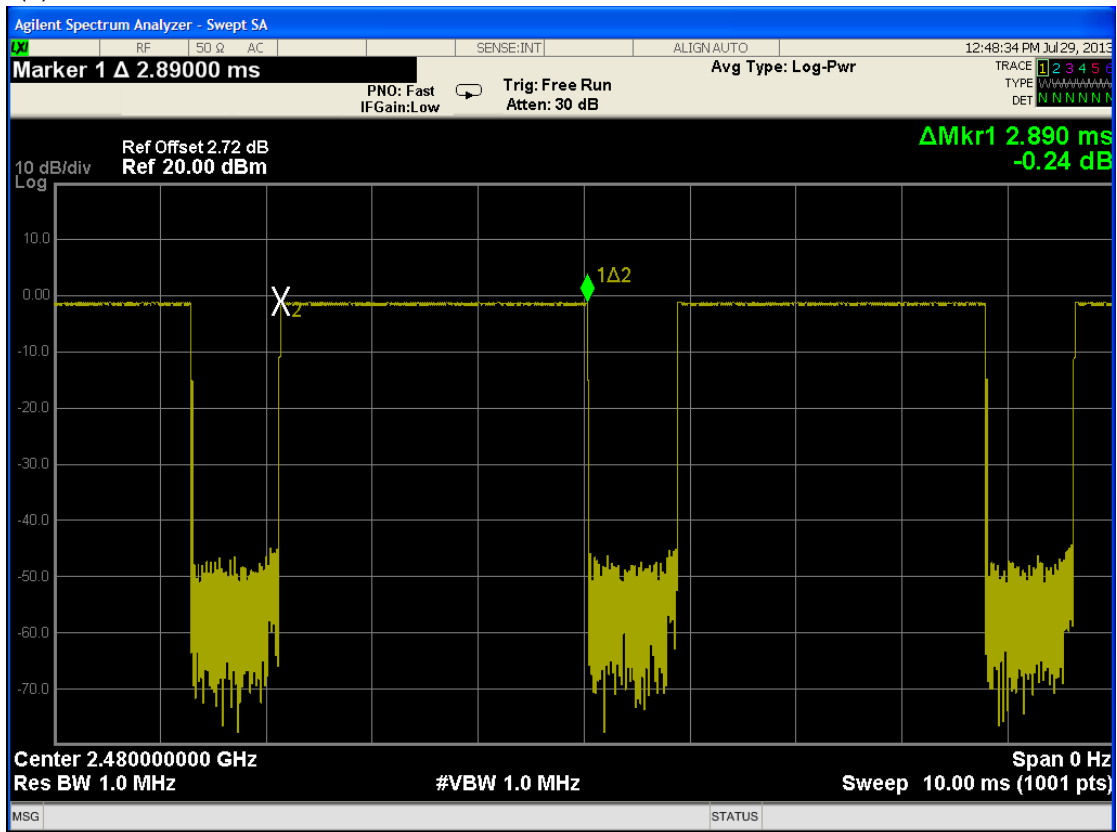 Agilent Spectrum Analyzer - Swept SA
LXI RF 50 Ω AC SENSE:INT ALIGN AUTO 12:48:34 PM Jul 29, 2013
Marker 1 Δ 2.89000 ms
PNO: Fast
IFGain:Low
Trig: Free Run
Atten: 30 dB
Avg Type: Log-Pwr
TRACE 1 2 3 4 5 6
TYPE
DET N N N N N N
ΔMkr1 2.890 ms
-0.24 dB
Ref Offset 2.72 dB
10 dB/div Ref 20.00 dBm
Log
10.0
0.00
-10.0
-20.0
-30.0
-40.0
-50.0
-60.0
-70.0
1Δ2
X2
Center 2.480000000 GHz Span 0 Hz
Res BW 1.0 MHz #VBW 1.0 MHz Sweep 10.00 ms (1001 pts)
MSG STATUS